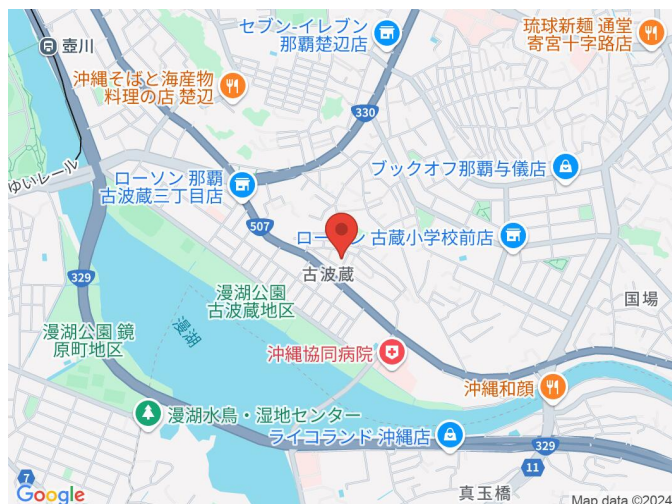 セブン-イレブン
那覇楚辺店
琉球新麺 通堂
寄宮十字路店
壺川
沖縄そばと海産物
料理の店 楚辺
330
ゆいレール
ローソン 那覇
古波蔵三丁目店
ブックオフ那覇与儀店
507
ローソン 古蔵小学校前店
古波蔵
329
国場
漫湖公園
古波蔵地区
漫湖
漫湖公園 鏡
原町地区
沖縄協同病院
沖縄和顔
漫湖水鳥・湿地センター
ライコランド 沖縄店
329
11
7
真玉橋
Google
Map data ©2024